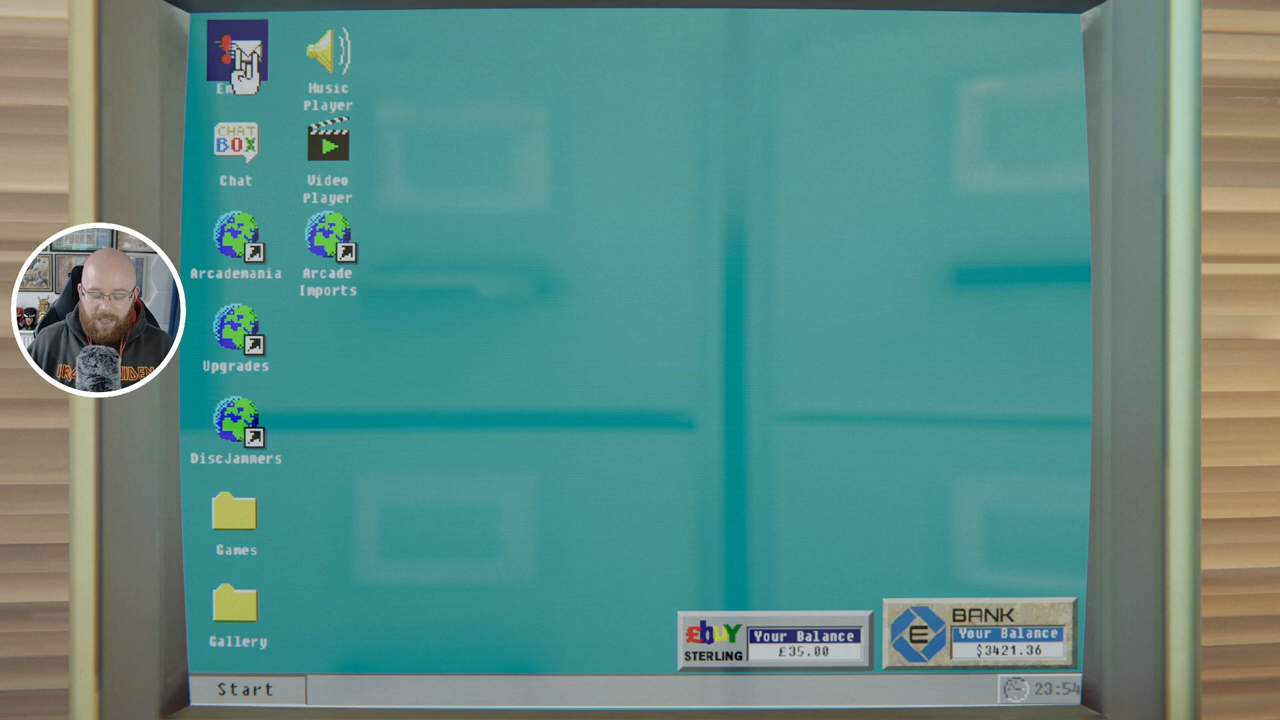 Music
Player
CHAT
BOX
Chat
Video
Player
Arcademania
Arcade
Imports
Upgrades
DiscJammers
Games
Gallery
£buY
STERLING
Your Balance
£35.00
E
BANK
Your Balance
$3421.36
Start
23:54